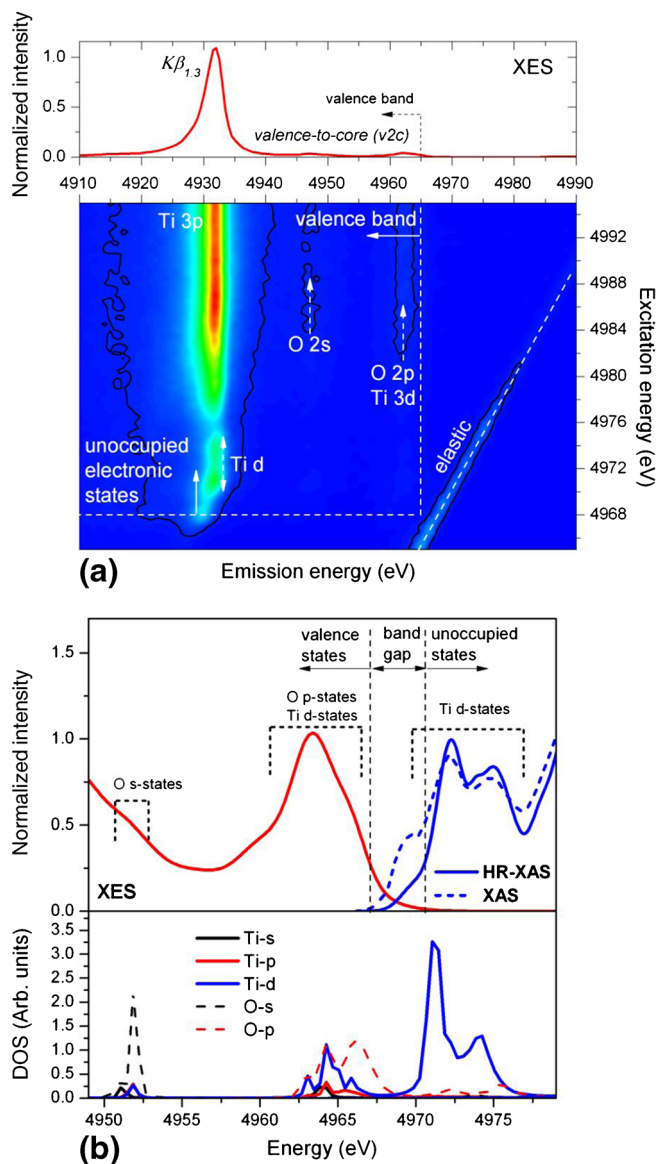 (a)
Kβ1.3
XES
valence band
valence-to-core (v2c)
Normalized intensity
1.0
0.5
0.0
4910 4920 4930 4940 4950 4960 4970 4980 4990
Ti 3p
valence band
O 2s
O 2p
Ti 3d
unoccupied
electronic
states
Ti d
elastic
4992
4988
4984
4980
4976
4972
4968
Excitation energy (eV)
Emission energy (eV)
(b)
valence
states
band
gap
unoccupied
states
O p-states
Ti d-states
Ti d-states
O s-states
Normalized intensity
1.5
1.0
0.5
0.0
XES
HR-XAS
XAS
DOS (Arb. units)
3.5
3.0
2.5
2.0
1.5
1.0
0.5
0.0
Ti-s
Ti-p
Ti-d
O-s
O-p
4950 4955 4960 4965 4970 4975
Energy (eV)